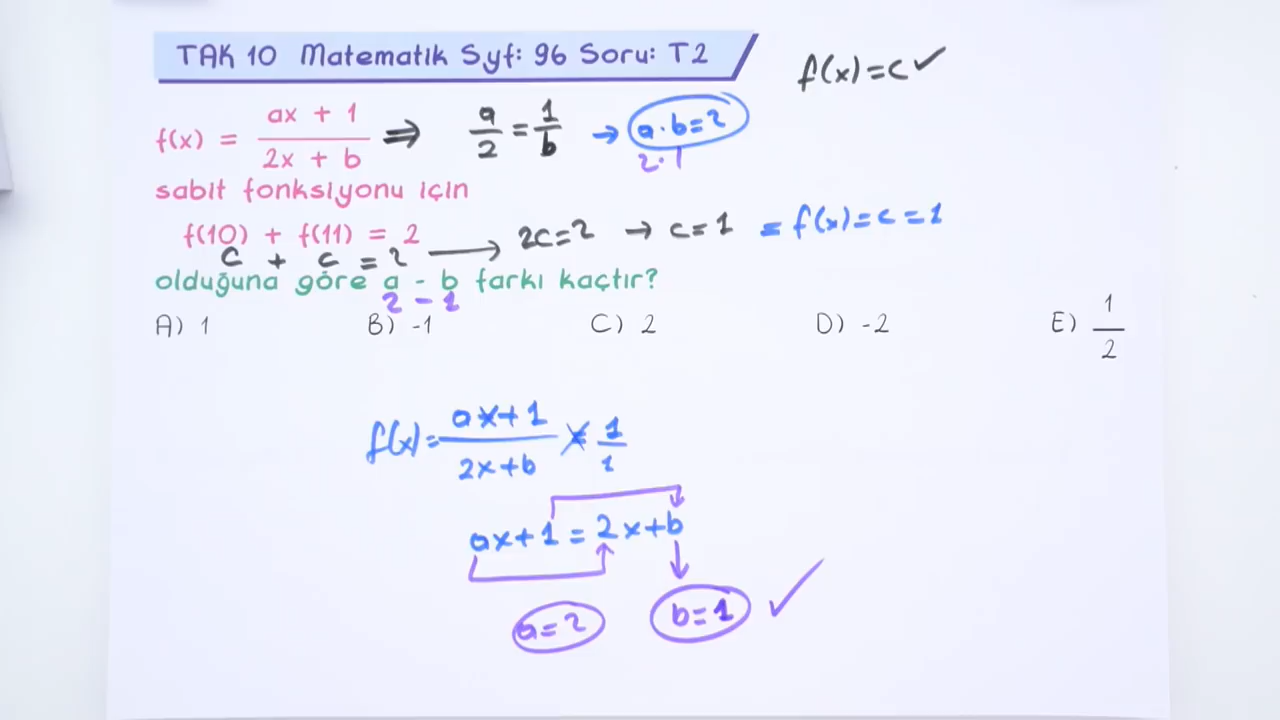 TAK 10 Matematik Syf: 96 Soru: T2
f(x)=c ✓
f(x) = ax + 1 / 2x + b ⇒ a/2 = 1/b → a·b=2
2·1
sabit fonksiyonu için
f(10) + f(11) = 2
c + c = 2 → 2c=2 → c=1 = f(x)=c=1
olduğuna göre a - b farkı kaçtır?
2 - 1
A) 1 B) -1 C) 2 D) -2 E) 1/2
f(x)= ax+1 / 2x+b = 1/1
ax+1 = 2x+b
a=2 b=1 ✓